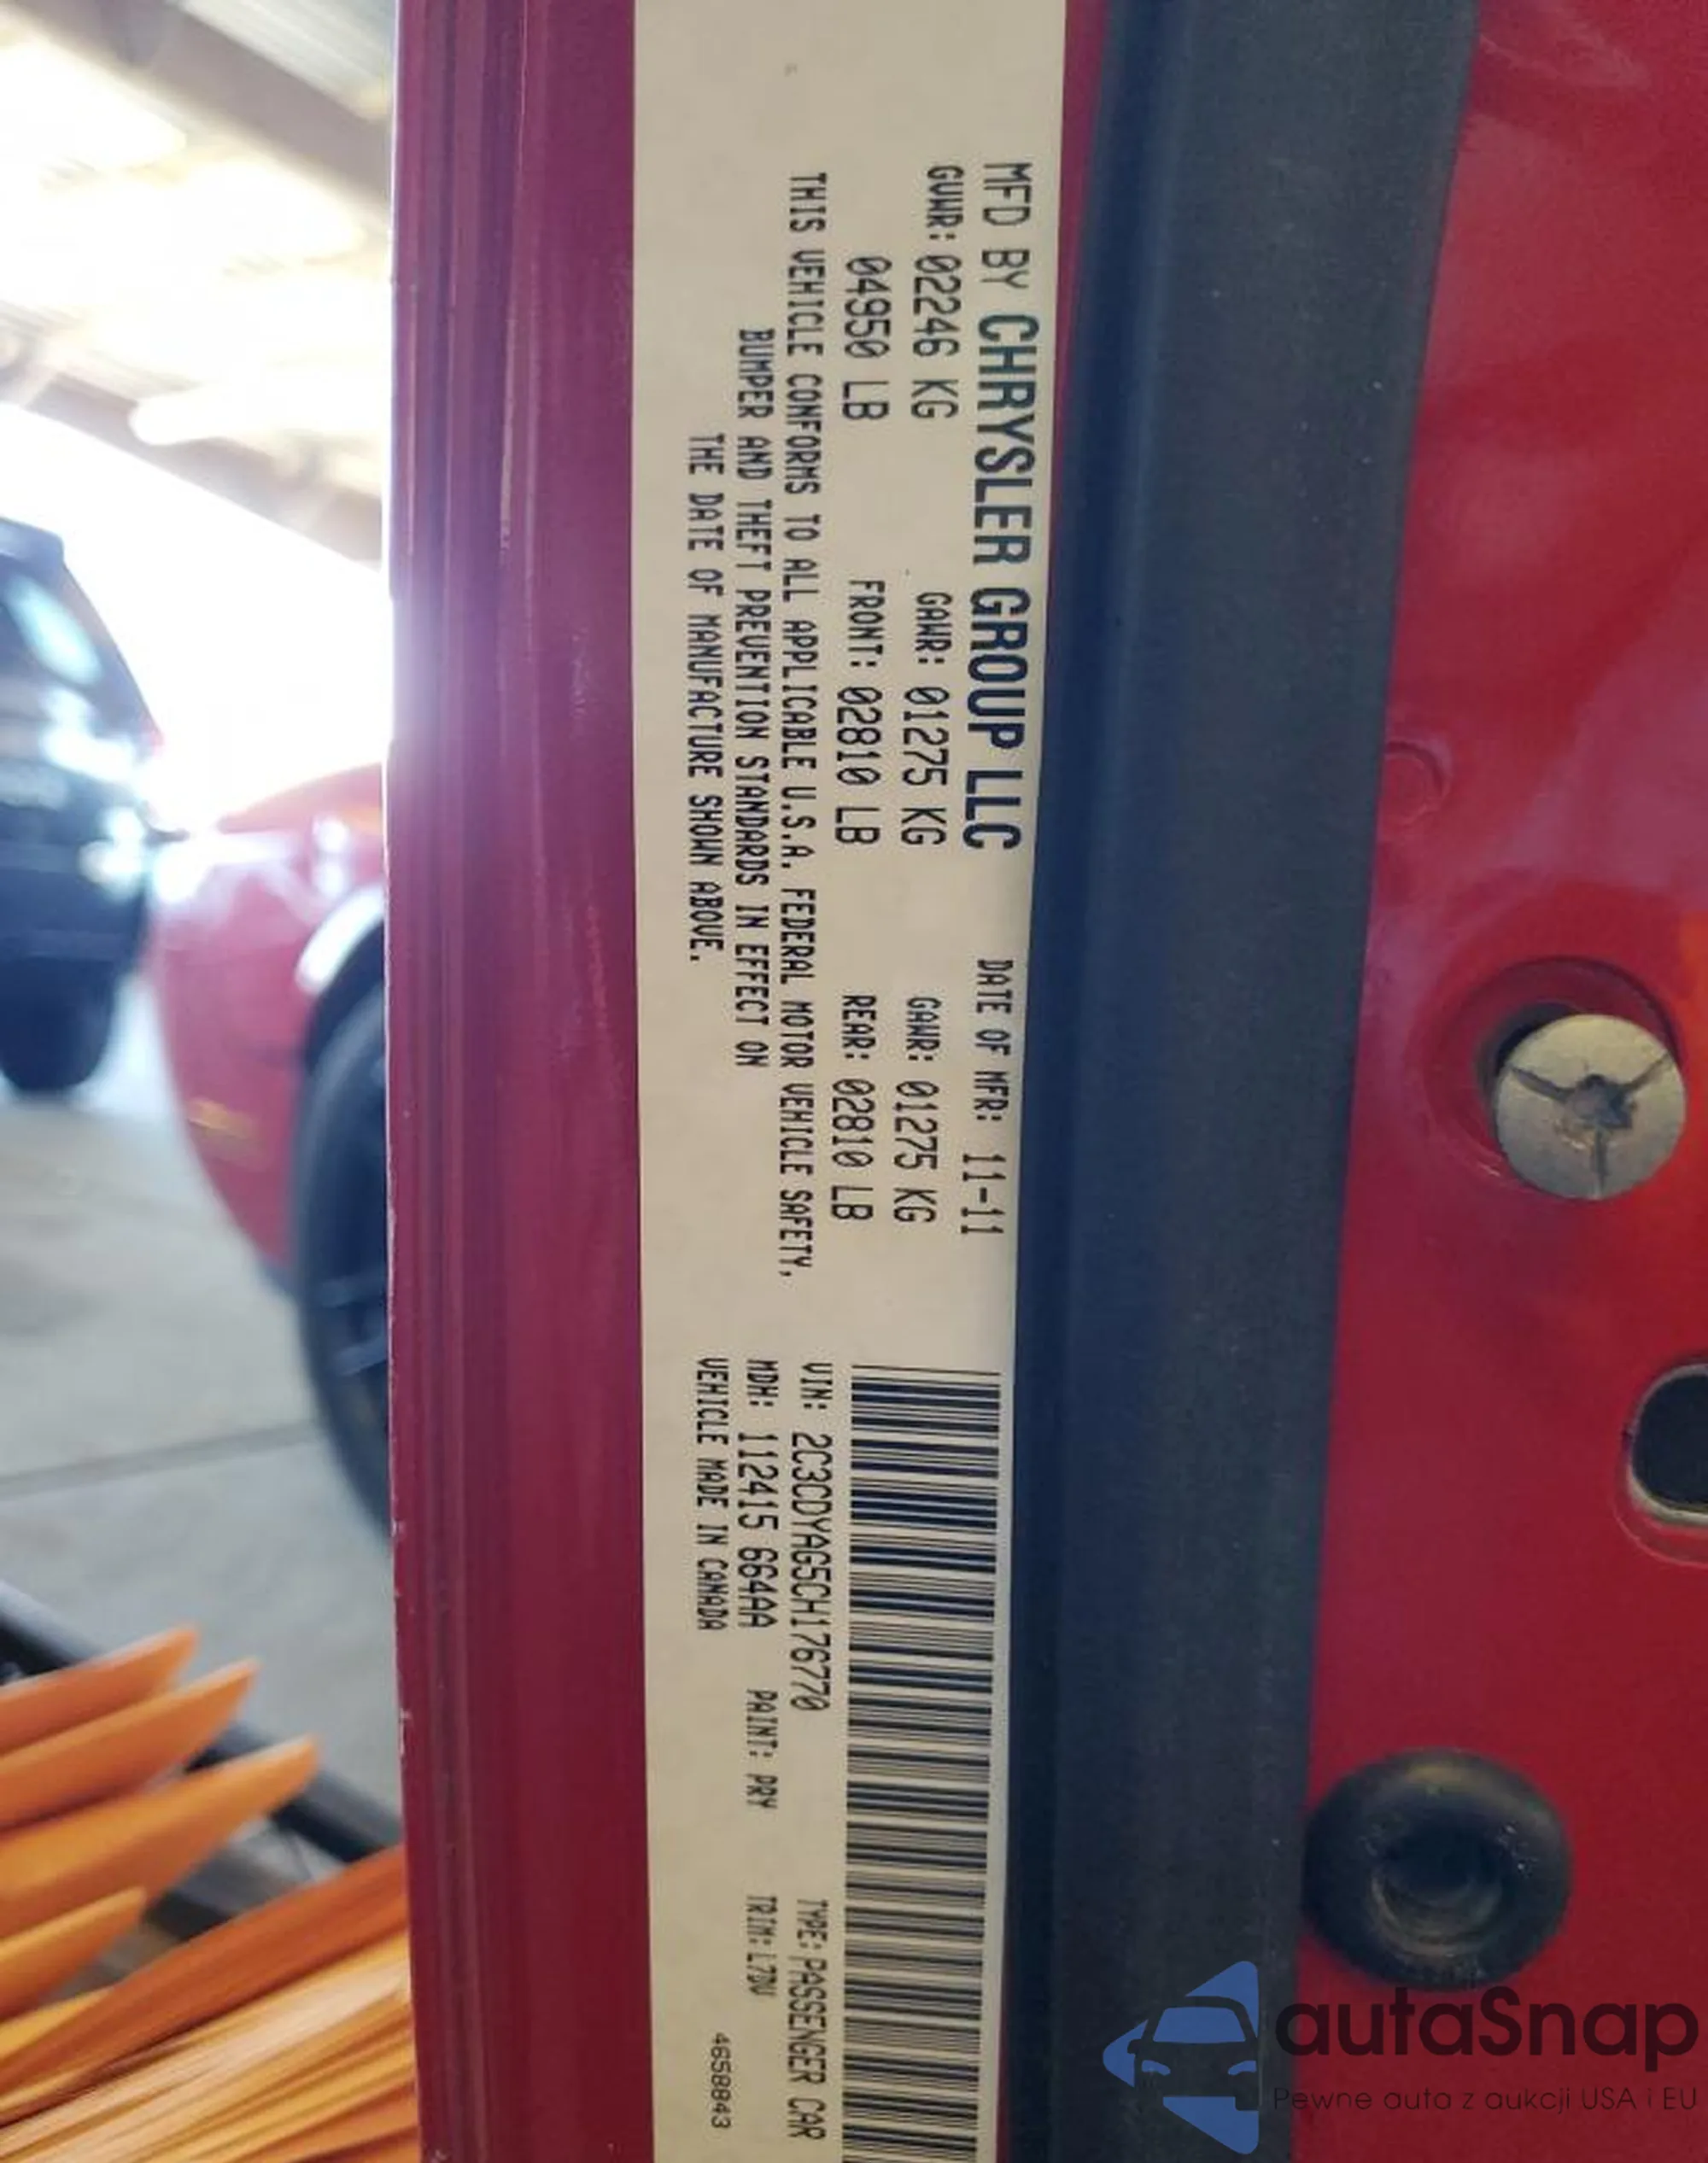 MFD BY CHRYSLER GROUP LLC DATE OF MFR: 11-11
GVWR: 02246 KG GAWR: 01275 KG GAWR: 01275 KG
04950 LB FRONT: 02810 LB REAR: 02810 LB
THIS VEHICLE CONFORMS TO ALL APPLICABLE U.S.A. FEDERAL MOTOR VEHICLE SAFETY,
BUMPER AND THEFT PREVENTION STANDARDS IN EFFECT ON
THE DATE OF MANUFACTURE SHOWN ABOVE.
VIN: 2C3CDYAG5CH176770 TYPE: PASSENGER CAR
MDH: 112415 664AA PAINT: PRY TRIM: L7DV
VEHICLE MADE IN CANADA
4658843
autaSnap
Pewne auta z aukcji USA i EU